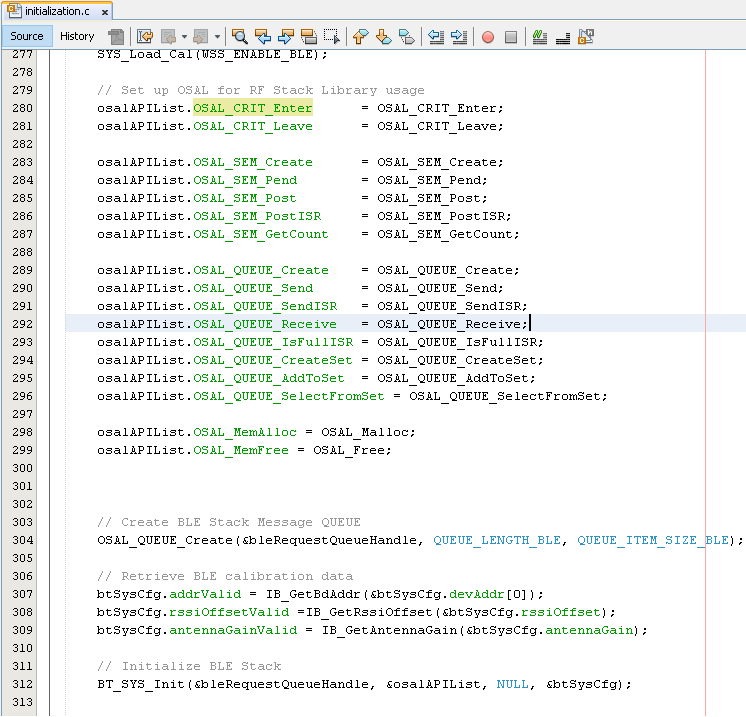 initialization.c
Source History
277 SYS_Load_Cal(WSS_ENABLE_BLE);
278
279 // Set up OSAL for RF Stack Library usage
280 osalAPIList.OSAL_CRIT_Enter = OSAL_CRIT_Enter;
281 osalAPIList.OSAL_CRIT_Leave = OSAL_CRIT_Leave;
282
283 osalAPIList.OSAL_SEM_Create = OSAL_SEM_Create;
284 osalAPIList.OSAL_SEM_Pend = OSAL_SEM_Pend;
285 osalAPIList.OSAL_SEM_Post = OSAL_SEM_Post;
286 osalAPIList.OSAL_SEM_PostISR = OSAL_SEM_PostISR;
287 osalAPIList.OSAL_SEM_GetCount = OSAL_SEM_GetCount;
288
289 osalAPIList.OSAL_QUEUE_Create = OSAL_QUEUE_Create;
290 osalAPIList.OSAL_QUEUE_Send = OSAL_QUEUE_Send;
291 osalAPIList.OSAL_QUEUE_SendISR = OSAL_QUEUE_SendISR;
292 osalAPIList.OSAL_QUEUE_Receive = OSAL_QUEUE_Receive;
293 osalAPIList.OSAL_QUEUE_IsFullISR = OSAL_QUEUE_IsFullISR;
294 osalAPIList.OSAL_QUEUE_CreateSet = OSAL_QUEUE_CreateSet;
295 osalAPIList.OSAL_QUEUE_AddToSet = OSAL_QUEUE_AddToSet;
296 osalAPIList.OSAL_QUEUE_SelectFromSet = OSAL_QUEUE_SelectFromSet;
297
298 osalAPIList.OSAL_MemAlloc = OSAL_Malloc;
299 osalAPIList.OSAL_MemFree = OSAL_Free;
300
301
302
303 // Create BLE Stack Message QUEUE
304 OSAL_QUEUE_Create(&bleRequestQueueHandle, QUEUE_LENGTH_BLE, QUEUE_ITEM_SIZE_BLE);
305
306 // Retrieve BLE calibration data
307 btSysCfg.addrValid = IB_GetBdAddr(&btSysCfg.devAddr[0]);
308 btSysCfg.rssiOffsetValid =IB_GetRssiOffset(&btSysCfg.rssiOffset);
309 btSysCfg.antennaGainValid = IB_GetAntennaGain(&btSysCfg.antennaGain);
310
311 // Initialize BLE Stack
312 BT_SYS_Init(&bleRequestQueueHandle, &osalAPIList, NULL, &btSysCfg);
313